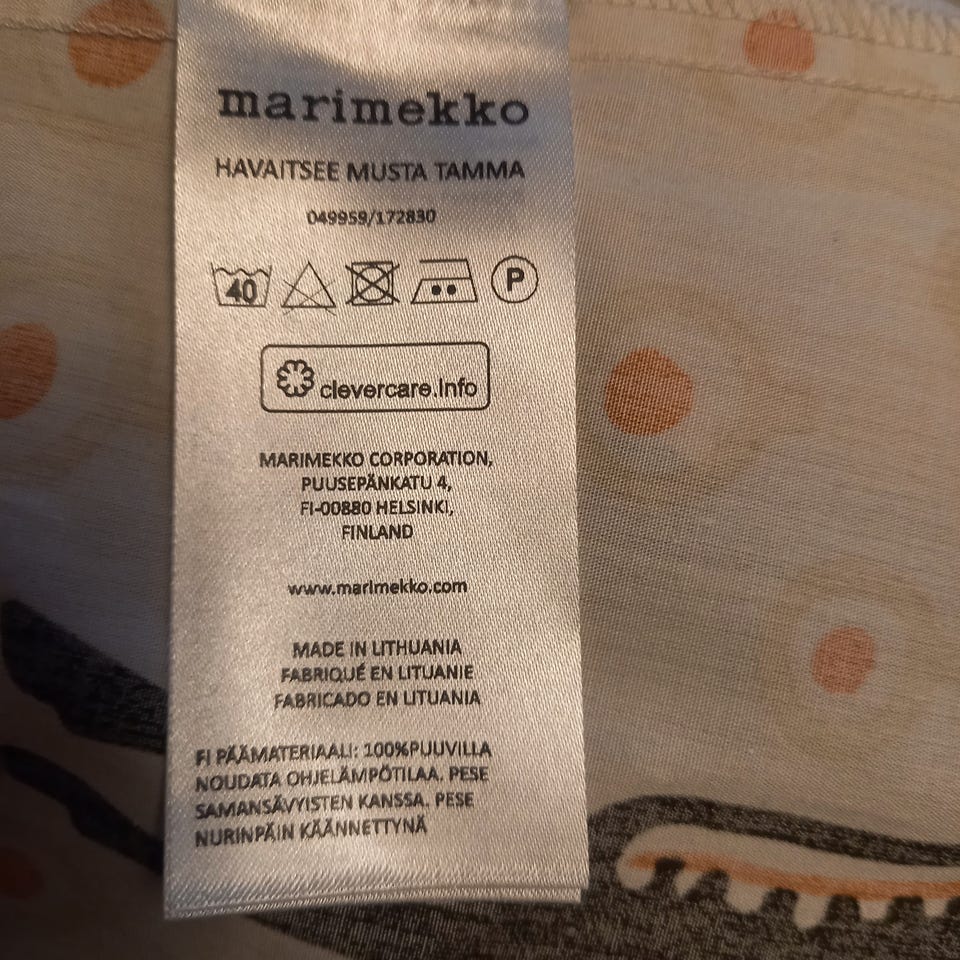 marimekko
HAVAITSEE MUSTA TAMMA
049959/172830
40 P
clevercare.info
MARIMEKKO CORPORATION,
PUUSEPÄNKATU 4,
FI-00880 HELSINKI,
FINLAND
www.marimekko.com
MADE IN LITHUANIA
FABRIQUÉ EN LITUANIE
FABRICADO EN LITUANIA
FI PÄÄMATERIAALI: 100%PUUVILLA
NOUDATA OHJELÄMPÖTILAA. PESE
SAMANSÄVYISTEN KANSSA. PESE
NURINPÄIN KÄÄNNETTYNÄ